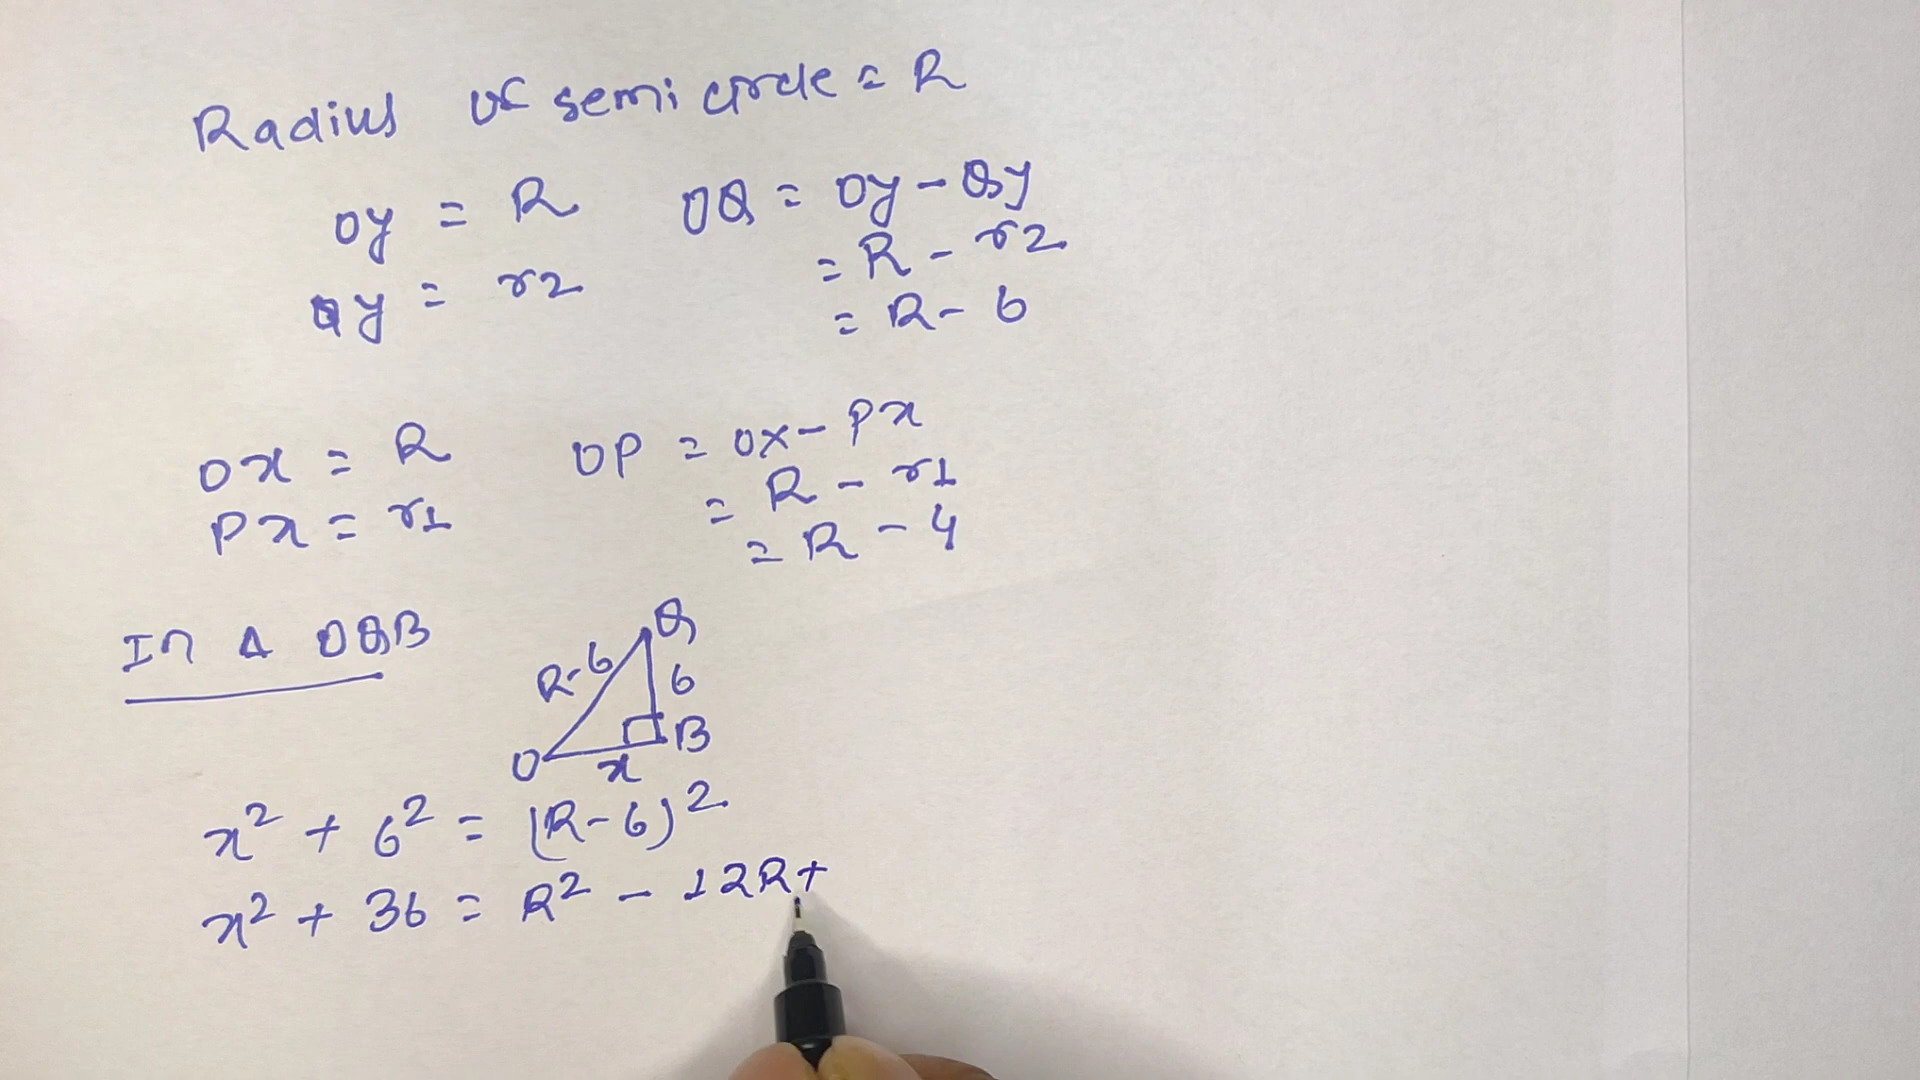 Radius of semi circle = R
oy = R
Qy = r2
OQ = Oy - Qy
= R - r2
= R - 6
ox = R
Px = r1
OP = ox - Px
= R - r1
= R - 4
In Δ OQB
Q
R-6
6
O
B
x
x² + 6² = (R-6)²
x² + 36 = R² - 12R+